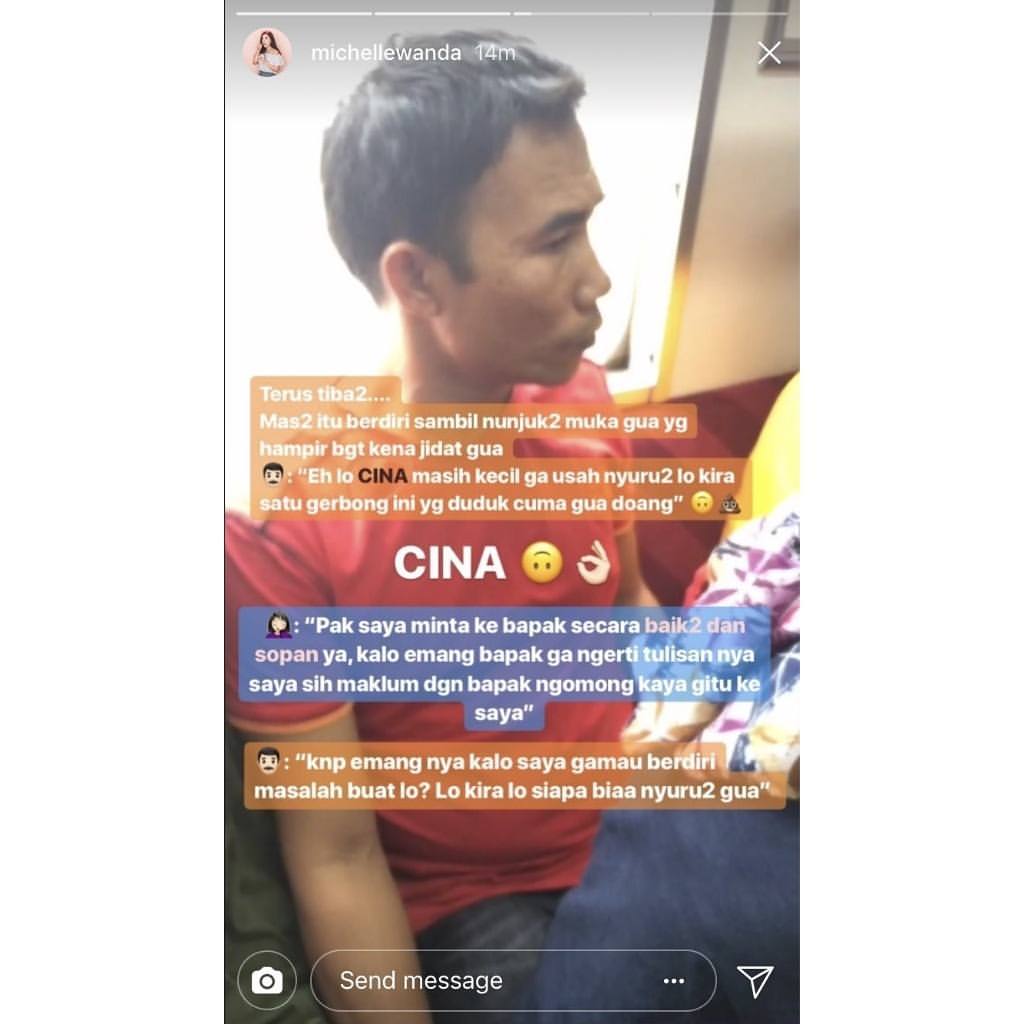 michellewanda 14m
Terus tiba2....
Mas2 itu berdiri sambil nunjuk2 muka gua yg
hampir bgt kena jidat gua
: "Eh lo CINA masih kecil ga usah nyuru2 lo kira
satu gerbong ini yg duduk cuma gua doang"
CINA
: "Pak saya minta ke bapak secara baik2 dan
sopan ya, kalo emang bapak ga ngerti tulisan nya
saya sih maklum dgn bapak ngomong kaya gitu ke
saya"
: "knp emang nya kalo saya gamau berdiri
masalah buat lo? Lo kira lo siapa biaa nyuru2 gua"
Send message